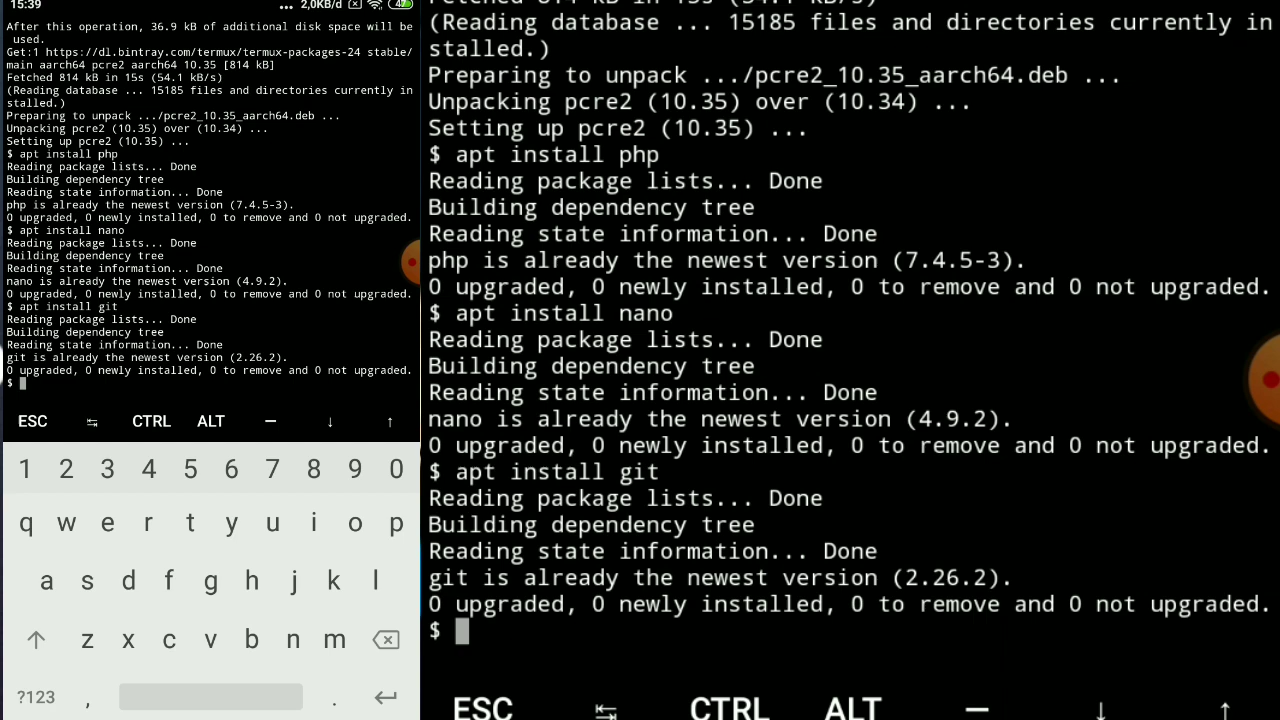 15:39
... 2,0KB/d 47
After this operation, 36.9 kB of additional disk space will be
used.
Get:1 https://dl.bintray.com/termux/termux-packages-24 stable/
main aarch64 pcre2 aarch64 10.35 [814 kB]
Fetched 814 kB in 15s (54.1 kB/s)
(Reading database ... 15185 files and directories currently in
stalled.)
Preparing to unpack .../pcre2_10.35_aarch64.deb ...
Unpacking pcre2 (10.35) over (10.34) ...
Setting up pcre2 (10.35) ...
$ apt install php
Reading package lists... Done
Building dependency tree
Reading state information... Done
php is already the newest version (7.4.5-3).
0 upgraded, 0 newly installed, 0 to remove and 0 not upgraded.
$ apt install nano
Reading package lists... Done
Building dependency tree
Reading state information... Done
nano is already the newest version (4.9.2).
0 upgraded, 0 newly installed, 0 to remove and 0 not upgraded.
$ apt install git
Reading package lists... Done
Building dependency tree
Reading state information... Done
git is already the newest version (2.26.2).
0 upgraded, 0 newly installed, 0 to remove and 0 not upgraded.
$
ESC ↹ CTRL ALT — ↓ ↑
1 2 3 4 5 6 7 8 9 0
q w e r t y u i o p
a s d f g h j k l
z x c v b n m
?123 , .
Fetched 814 kB in 15s (54.1 kB/s)
(Reading database ... 15185 files and directories currently in
stalled.)
Preparing to unpack .../pcre2_10.35_aarch64.deb ...
Unpacking pcre2 (10.35) over (10.34) ...
Setting up pcre2 (10.35) ...
$ apt install php
Reading package lists... Done
Building dependency tree
Reading state information... Done
php is already the newest version (7.4.5-3).
0 upgraded, 0 newly installed, 0 to remove and 0 not upgraded.
$ apt install nano
Reading package lists... Done
Building dependency tree
Reading state information... Done
nano is already the newest version (4.9.2).
0 upgraded, 0 newly installed, 0 to remove and 0 not upgraded.
$ apt install git
Reading package lists... Done
Building dependency tree
Reading state information... Done
git is already the newest version (2.26.2).
0 upgraded, 0 newly installed, 0 to remove and 0 not upgraded.
$
ESC ↹ CTRL ALT — ↓ ↑